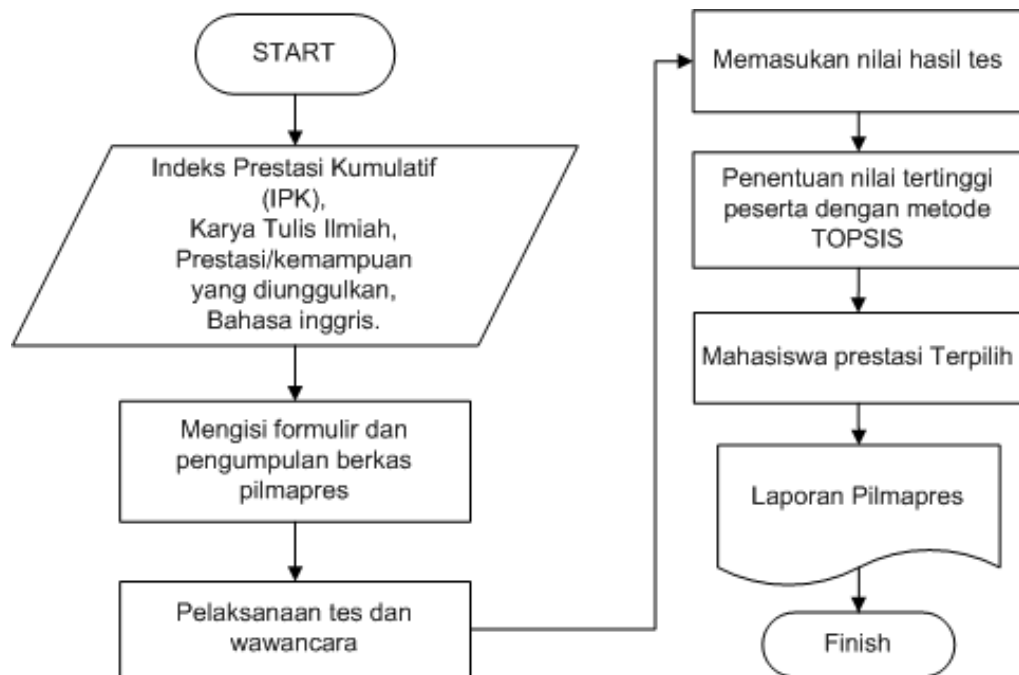 START
Indeks Prestasi Kumulatif
(IPK),
Karya Tulis Ilmiah,
Prestasi/kemampuan
yang diunggulkan,
Bahasa inggris.
Mengisi formulir dan
pengumpulan berkas
pilmapres
Pelaksanaan tes dan
wawancara
Memasukan nilai hasil tes
Penentuan nilai tertinggi
peserta dengan metode
TOPSIS
Mahasiswa prestasi Terpilih
Laporan Pilmapres
Finish